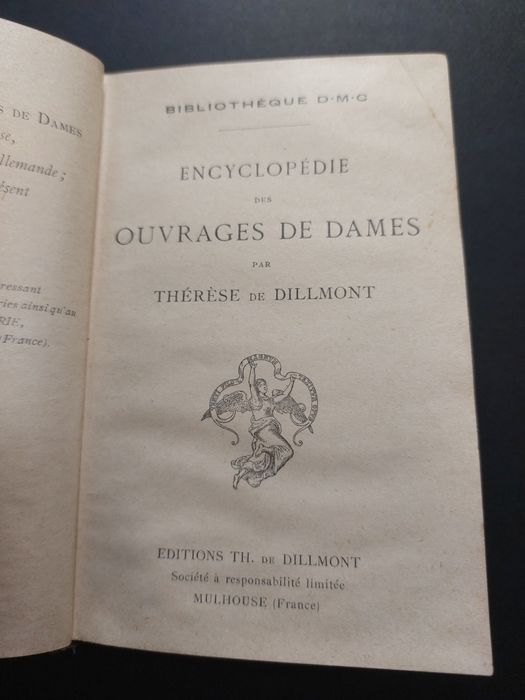 S DE DAMES
se,
llemande;
ésent
ressant
ries ainsi qu'au
RIE,
(France).
BIBLIOTHÈQUE D·M·C
ENCYCLOPÉDIE
DES
OUVRAGES DE DAMES
PAR
THÉRÈSE DE DILLMONT
EDITIONS TH. DE DILLMONT
Société à responsabilité limitée
MULHOUSE (France)